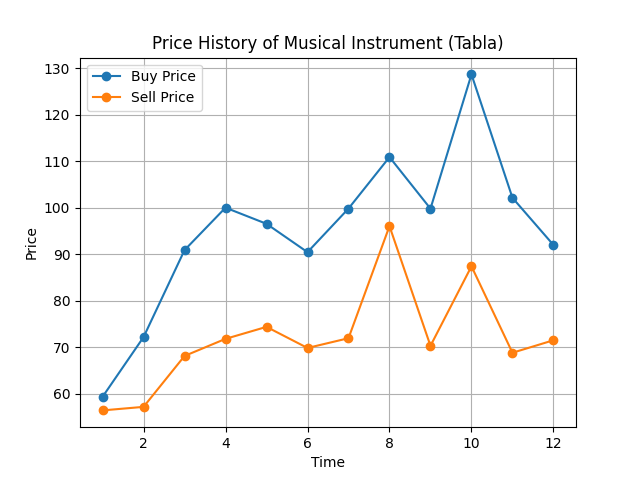 Price History of Musical Instrument (Tabla)
Buy Price
Sell Price
130
120
110
100
90
80
70
60
Price
2 4 6 8 10 12
Time